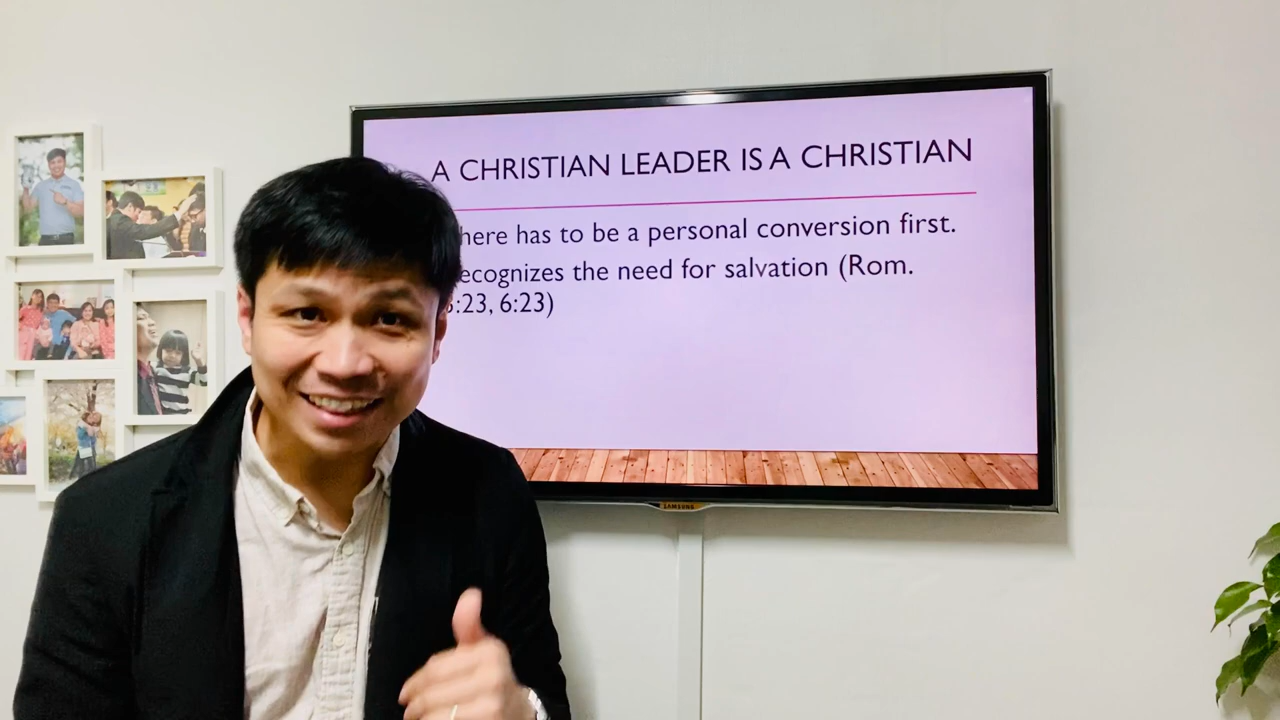 A CHRISTIAN LEADER IS A CHRISTIAN
here has to be a personal conversion first.
ecognizes the need for salvation (Rom.
:23, 6:23)
SAMSUNG